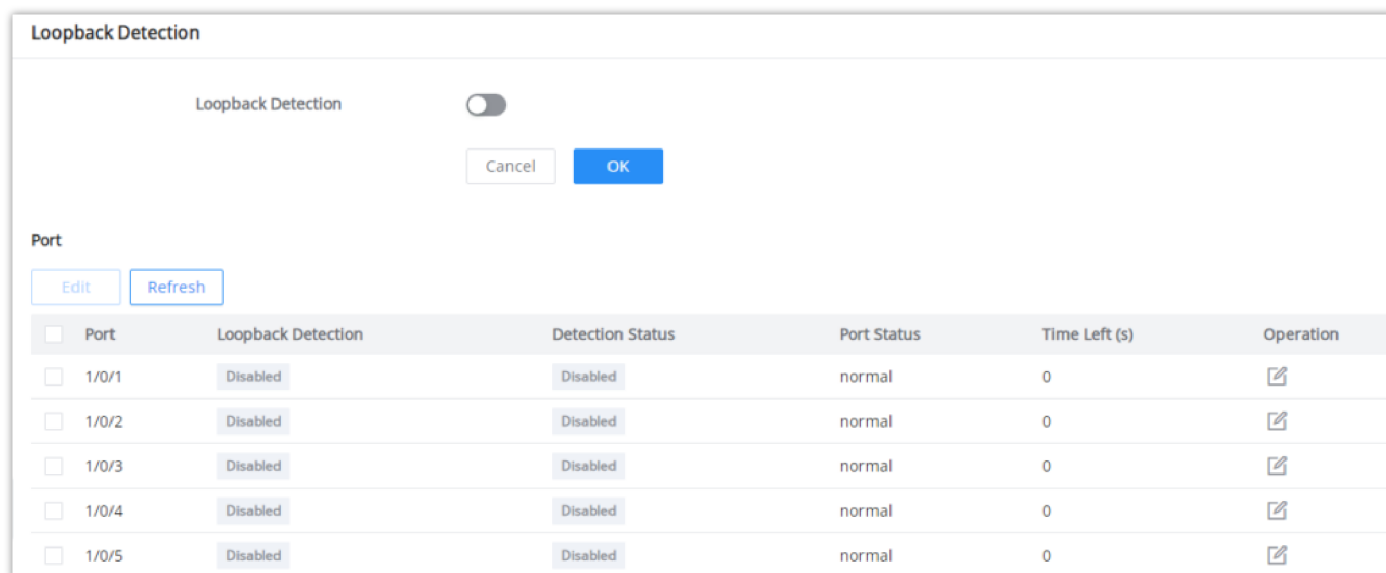 Loopback Detection
Loopback Detection
Cancel OK
Port
Edit Refresh
Port Loopback Detection Detection Status Port Status Time Left (s) Operation
1/0/1 Disabled Disabled normal 0
1/0/2 Disabled Disabled normal 0
1/0/3 Disabled Disabled normal 0
1/0/4 Disabled Disabled normal 0
1/0/5 Disabled Disabled normal 0